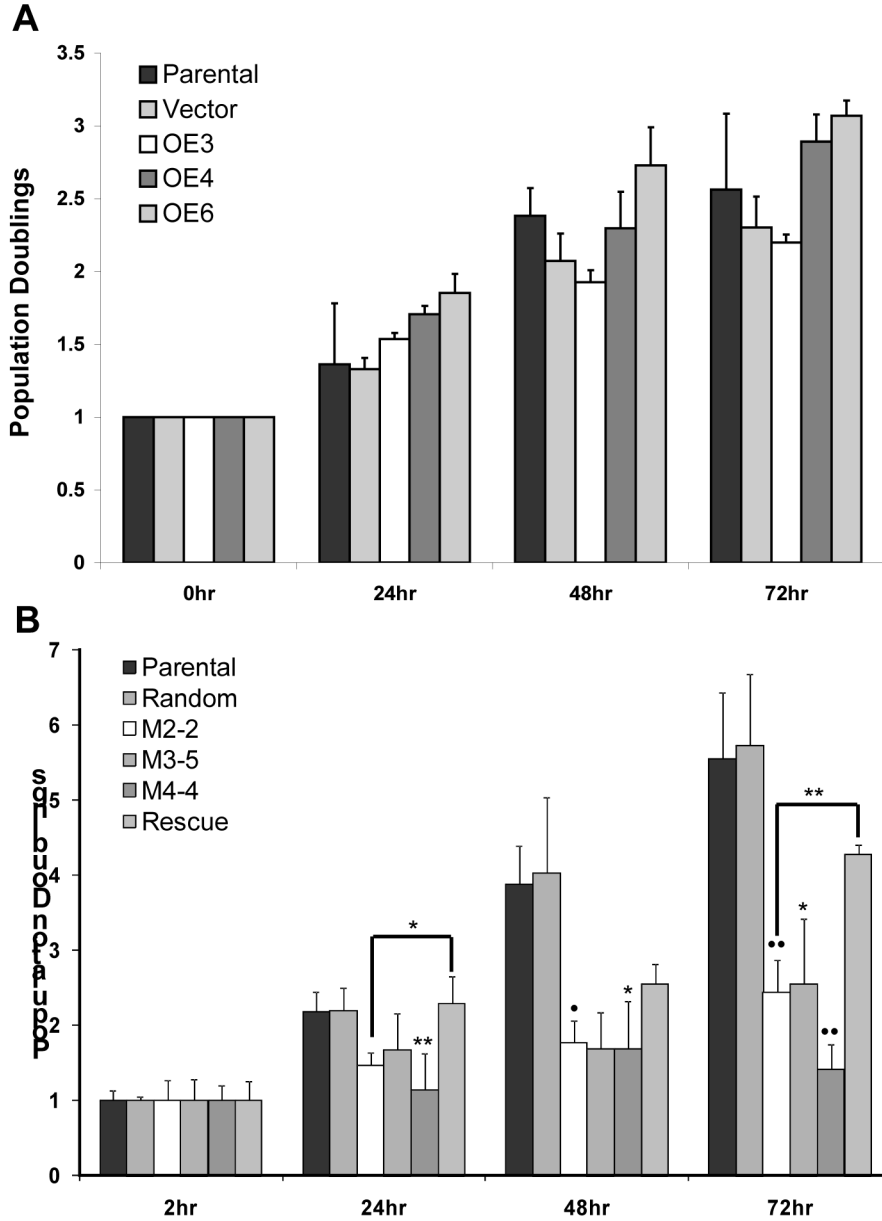 A
3.5
3
2.5
2
1.5
1
0.5
0
Population Doublings
Parental
Vector
OE3
OE4
OE6
0hr
24hr
48hr
72hr
B
7
6
5
4
3
2
1
0
Population Doublings
Parental
Random
M2-2
M3-5
M4-4
Rescue
*
**
•
*
••
*
••
**
2hr
24hr
48hr
72hr